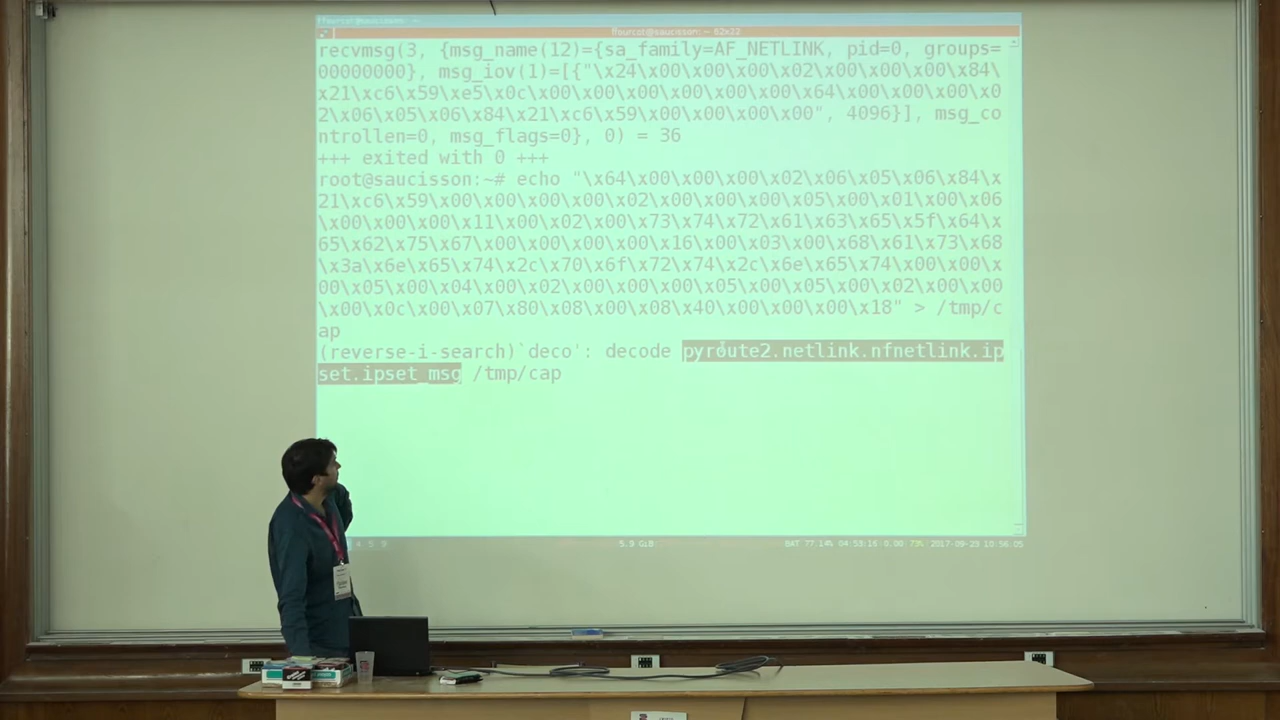 ffourcot@saucisson: ~
ffourcot@saucisson: ~ 62x22
recvmsg(3, {msg_name(12)={sa_family=AF_NETLINK, pid=0, groups=
00000000}, msg_iov(1)=[{"\x24\x00\x00\x00\x02\x00\x00\x00\x84\
x21\xc6\x59\xe5\x0c\x00\x00\x00\x00\x00\x00\x64\x00\x00\x00\x0
2\x06\x05\x06\x84\x21\xc6\x59\x00\x00\x00\x00", 4096}], msg_co
ntrollen=0, msg_flags=0}, 0) = 36
+++ exited with 0 +++
root@saucisson:~# echo "\x64\x00\x00\x00\x02\x06\x05\x06\x84\x
21\xc6\x59\x00\x00\x00\x00\x02\x00\x00\x00\x05\x00\x01\x00\x06
\x00\x00\x00\x11\x00\x02\x00\x73\x74\x72\x61\x63\x65\x5f\x64\x
65\x62\x75\x67\x00\x00\x00\x00\x16\x00\x03\x00\x68\x61\x73\x68
\x3a\x6e\x65\x74\x2c\x70\x6f\x72\x74\x2c\x6e\x65\x74\x00\x00\x
00\x05\x00\x04\x00\x02\x00\x00\x00\x05\x00\x05\x00\x02\x00\x00
\x00\x0c\x00\x07\x80\x08\x00\x08\x40\x00\x00\x00\x18" > /tmp/c
ap
(reverse-i-search)`deco': decode pyroute2.netlink.nfnetlink.ip
set.ipset_msg /tmp/cap